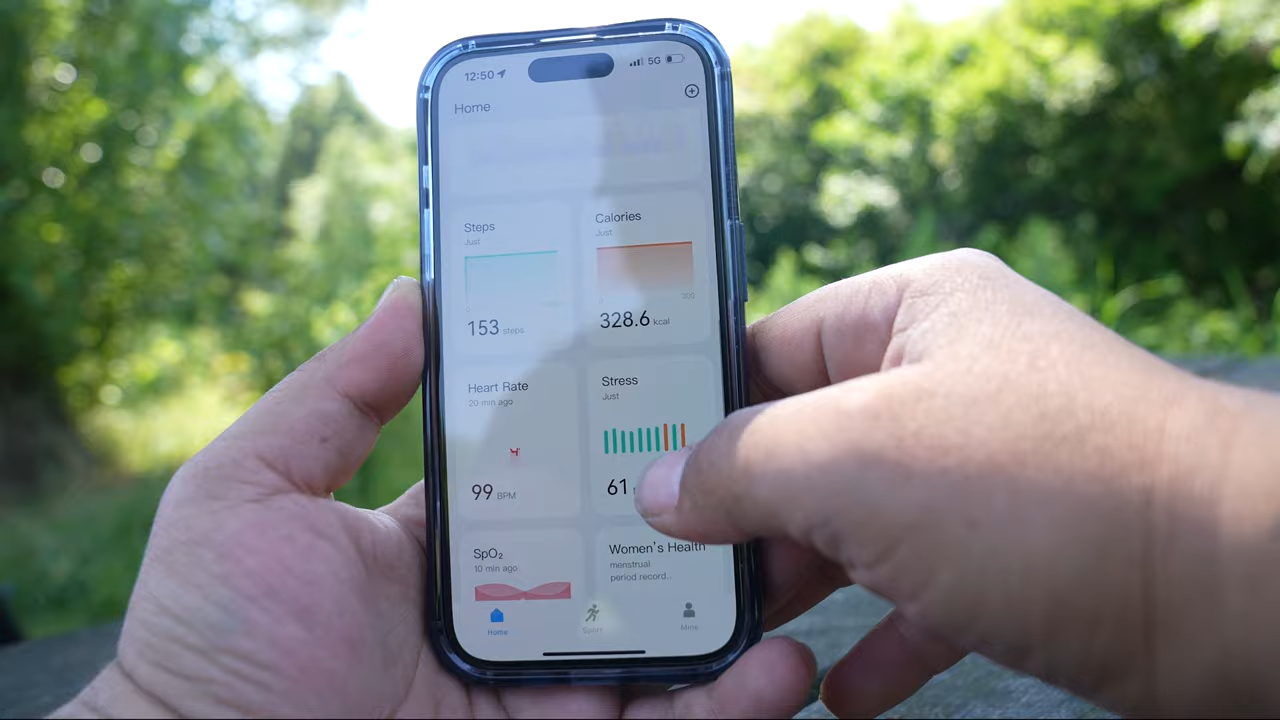 12:50
5G
Home
Steps
Just
153 steps
Calories
Just
328.6 kcal
Heart Rate
20 min ago
99 BPM
Stress
Just
61
SpO₂
10 min ago
Women's Health
menstrual
period record..
Home
Sport
Mine